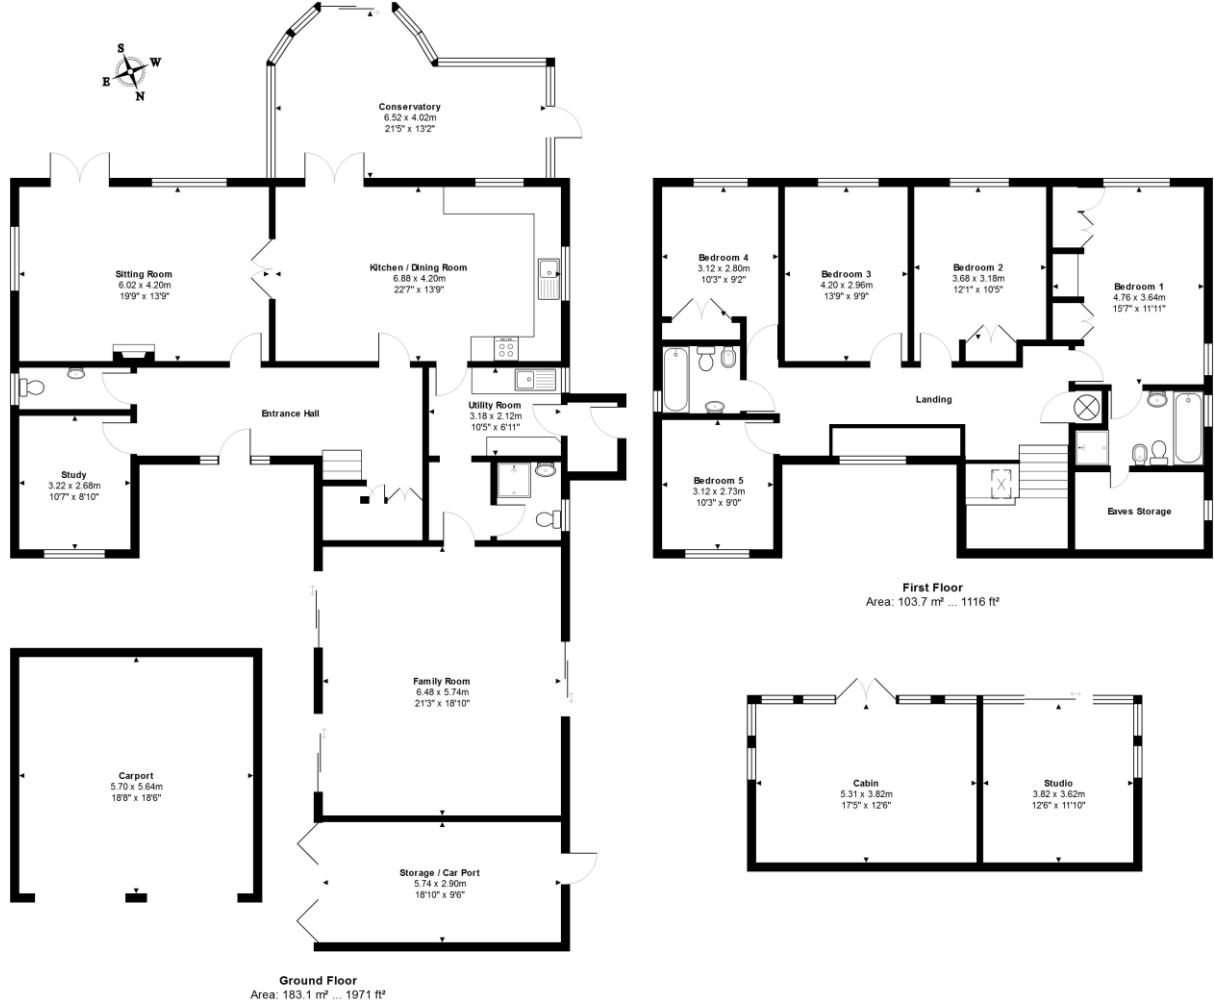 S
W
E
N
Conservatory
6.52 x 4.02m
21'5" x 13'2"
Sitting Room
6.02 x 4.20m
19'9" x 13'9"
Kitchen / Dining Room
6.88 x 4.20m
22'7" x 13'9"
Entrance Hall
Utility Room
3.18 x 2.12m
10'5" x 6'11"
Study
3.22 x 2.68m
10'7" x 8'10"
Family Room
6.48 x 5.74m
21'3" x 18'10"
Carport
5.70 x 5.64m
18'8" x 18'6"
Storage / Car Port
5.74 x 2.90m
18'10" x 9'6"
Ground Floor
Area: 183.1 m² ... 1971 ft²
Bedroom 4
3.12 x 2.80m
10'3" x 9'2"
Bedroom 3
4.20 x 2.96m
13'9" x 9'9"
Bedroom 2
3.68 x 3.18m
12'1" x 10'5"
Bedroom 1
4.76 x 3.64m
15'7" x 11'11"
Landing
Bedroom 5
3.12 x 2.73m
10'3" x 9'0"
Eaves Storage
First Floor
Area: 103.7 m² ... 1116 ft²
Cabin
5.31 x 3.82m
17'5" x 12'6"
Studio
3.82 x 3.62m
12'6" x 11'10"